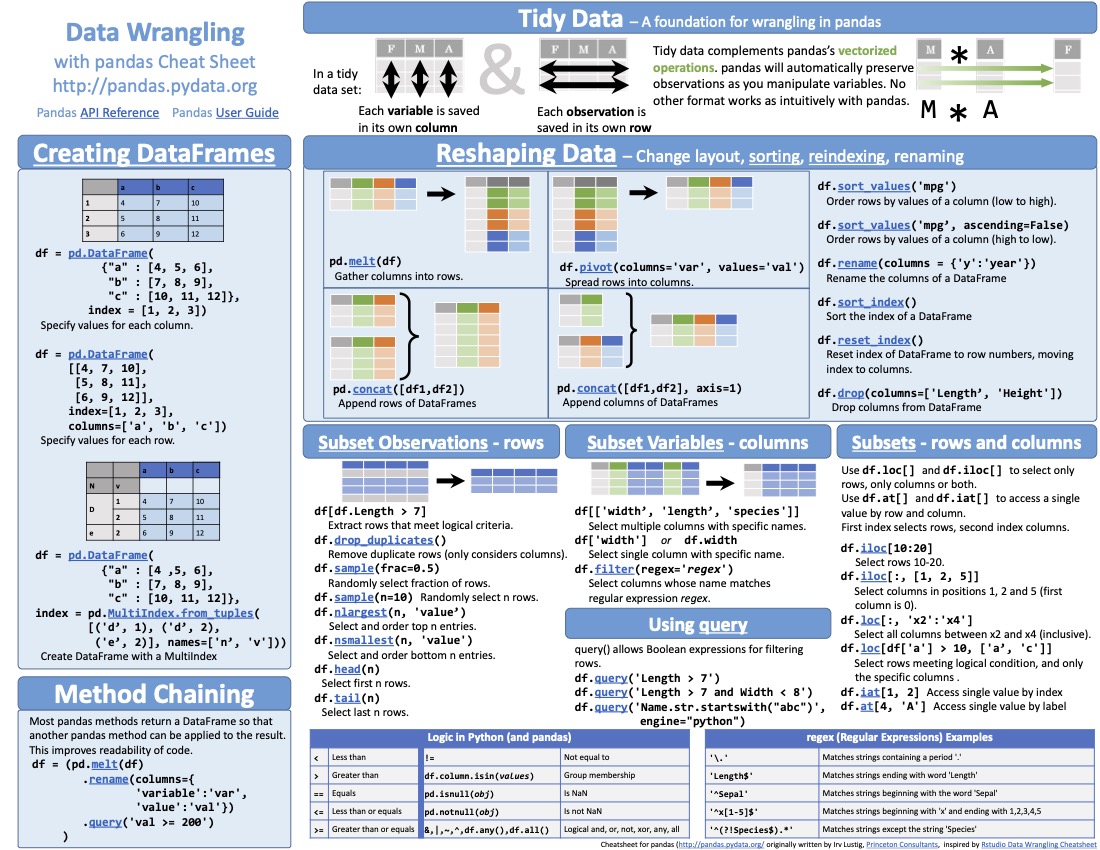 Data Wrangling
with pandas Cheat Sheet
http://pandas.pydata.org
Pandas API Reference Pandas User Guide
Tidy Data – A foundation for wrangling in pandas
In a tidy
data set:
F M A
Each variable is saved
in its own column
&
F M A
Each observation is
saved in its own row
Tidy data complements pandas’s vectorized
operations. pandas will automatically preserve
observations as you manipulate variables. No
other format works as intuitively with pandas.
M * A F
M * A
Creating DataFrames
a b c
1 4 7 10
2 5 8 11
3 6 9 12
df = pd.DataFrame(
{"a" : [4, 5, 6],
"b" : [7, 8, 9],
"c" : [10, 11, 12]},
index = [1, 2, 3])
Specify values for each column.
df = pd.DataFrame(
[[4, 7, 10],
[5, 8, 11],
[6, 9, 12]],
index=[1, 2, 3],
columns=['a', 'b', 'c'])
Specify values for each row.
a b c
N v
D 1 4 7 10
2 5 8 11
e 2 6 9 12
df = pd.DataFrame(
{"a" : [4 ,5, 6],
"b" : [7, 8, 9],
"c" : [10, 11, 12]},
index = pd.MultiIndex.from_tuples(
[('d’, 1), ('d’, 2),
('e’, 2)], names=['n’, 'v']))
Create DataFrame with a MultiIndex
Method Chaining
Most pandas methods return a DataFrame so that
another pandas method can be applied to the result.
This improves readability of code.
df = (pd.melt(df)
.rename(columns={
'variable':'var',
'value':'val'})
.query('val >= 200')
)
Reshaping Data – Change layout, sorting, reindexing, renaming
pd.melt(df)
Gather columns into rows.
df.pivot(columns='var', values='val')
Spread rows into columns.
pd.concat([df1,df2])
Append rows of DataFrames
pd.concat([df1,df2], axis=1)
Append columns of DataFrames
df.sort_values('mpg')
Order rows by values of a column (low to high).
df.sort_values('mpg’, ascending=False)
Order rows by values of a column (high to low).
df.rename(columns = {'y':'year'})
Rename the columns of a DataFrame
df.sort_index()
Sort the index of a DataFrame
df.reset_index()
Reset index of DataFrame to row numbers, moving
index to columns.
df.drop(columns=['Length’, 'Height'])
Drop columns from DataFrame
Subset Observations - rows
df[df.Length > 7]
Extract rows that meet logical criteria.
df.drop_duplicates()
Remove duplicate rows (only considers columns).
df.sample(frac=0.5)
Randomly select fraction of rows.
df.sample(n=10) Randomly select n rows.
df.nlargest(n, 'value’)
Select and order top n entries.
df.nsmallest(n, 'value')
Select and order bottom n entries.
df.head(n)
Select first n rows.
df.tail(n)
Select last n rows.
Subset Variables - columns
df[['width’, 'length’, 'species']]
Select multiple columns with specific names.
df['width'] or df.width
Select single column with specific name.
df.filter(regex='regex')
Select columns whose name matches
regular expression regex.
Using query
query() allows Boolean expressions for filtering
rows.
df.query('Length > 7')
df.query('Length > 7 and Width < 8')
df.query('Name.str.startswith("abc")',
engine="python")
Subsets - rows and columns
Use df.loc[] and df.iloc[] to select only
rows, only columns or both.
Use df.at[] and df.iat[] to access a single
value by row and column.
First index selects rows, second index columns.
df.iloc[10:20]
Select rows 10-20.
df.iloc[:, [1, 2, 5]]
Select columns in positions 1, 2 and 5 (first
column is 0).
df.loc[:, 'x2':'x4']
Select all columns between x2 and x4 (inclusive).
df.loc[df['a'] > 10, ['a’, 'c']]
Select rows meeting logical condition, and only
the specific columns .
df.iat[1, 2] Access single value by index
df.at[4, 'A'] Access single value by label
Logic in Python (and pandas)
< Less than != Not equal to
> Greater than df.column.isin(values) Group membership
== Equals pd.isnull(obj) Is NaN
<= Less than or equals pd.notnull(obj) Is not NaN
>= Greater than or equals &,|,~,^,df.any(),df.all() Logical and, or, not, xor, any, all
regex (Regular Expressions) Examples
'\.' Matches strings containing a period '.'
'Length$' Matches strings ending with word 'Length'
'^Sepal' Matches strings beginning with the word 'Sepal'
'^x[1-5]$' Matches strings beginning with 'x' and ending with 1,2,3,4,5
'^(?!Species$).*' Matches strings except the string 'Species'
Cheatsheet for pandas (http://pandas.pydata.org/ originally written by Irv Lustig, Princeton Consultants, inspired by Rstudio Data Wrangling Cheatsheet